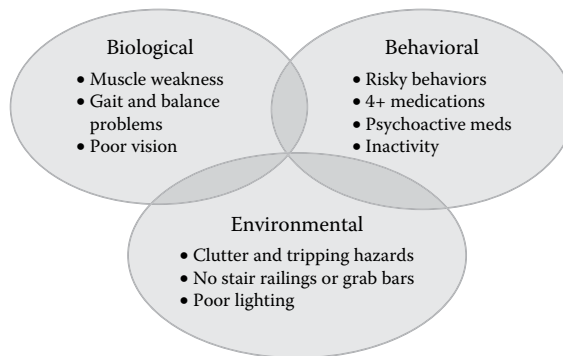 Biological
• Muscle weakness
• Gait and balance
problems
• Poor vision
Behavioral
• Risky behaviors
• 4+ medications
• Psychoactive meds
• Inactivity
Environmental
• Clutter and tripping hazards
• No stair railings or grab bars
• Poor lighting